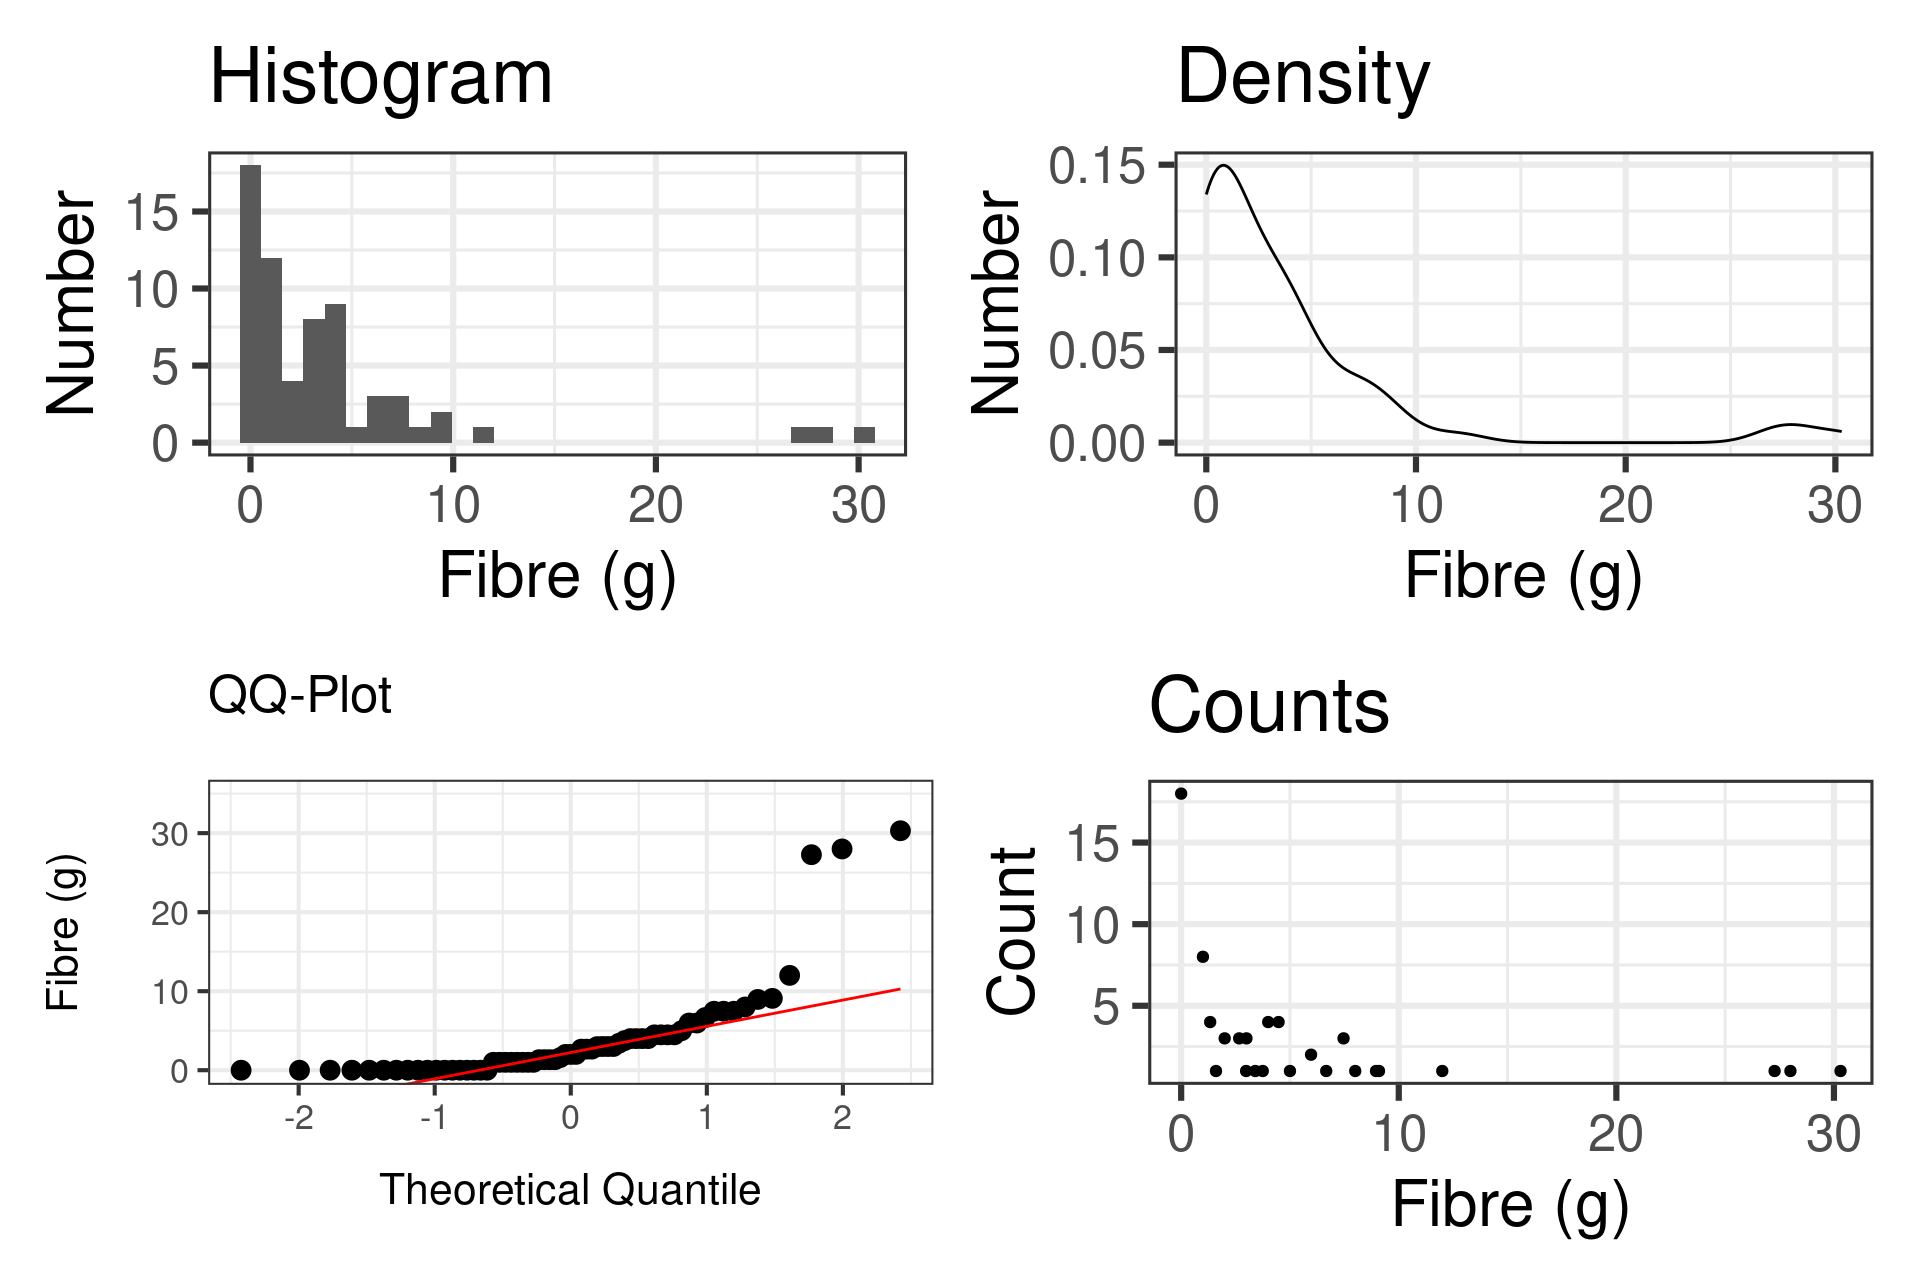 Histogram
Number
15
10
5
0
0 10 20 30
Fibre (g)
Density
Number
0.15
0.10
0.05
0.00
0 10 20 30
Fibre (g)
QQ-Plot
Fibre (g)
30
20
10
0
-2 -1 0 1 2
Theoretical Quantile
Counts
Count
15
10
5
0 10 20 30
Fibre (g)